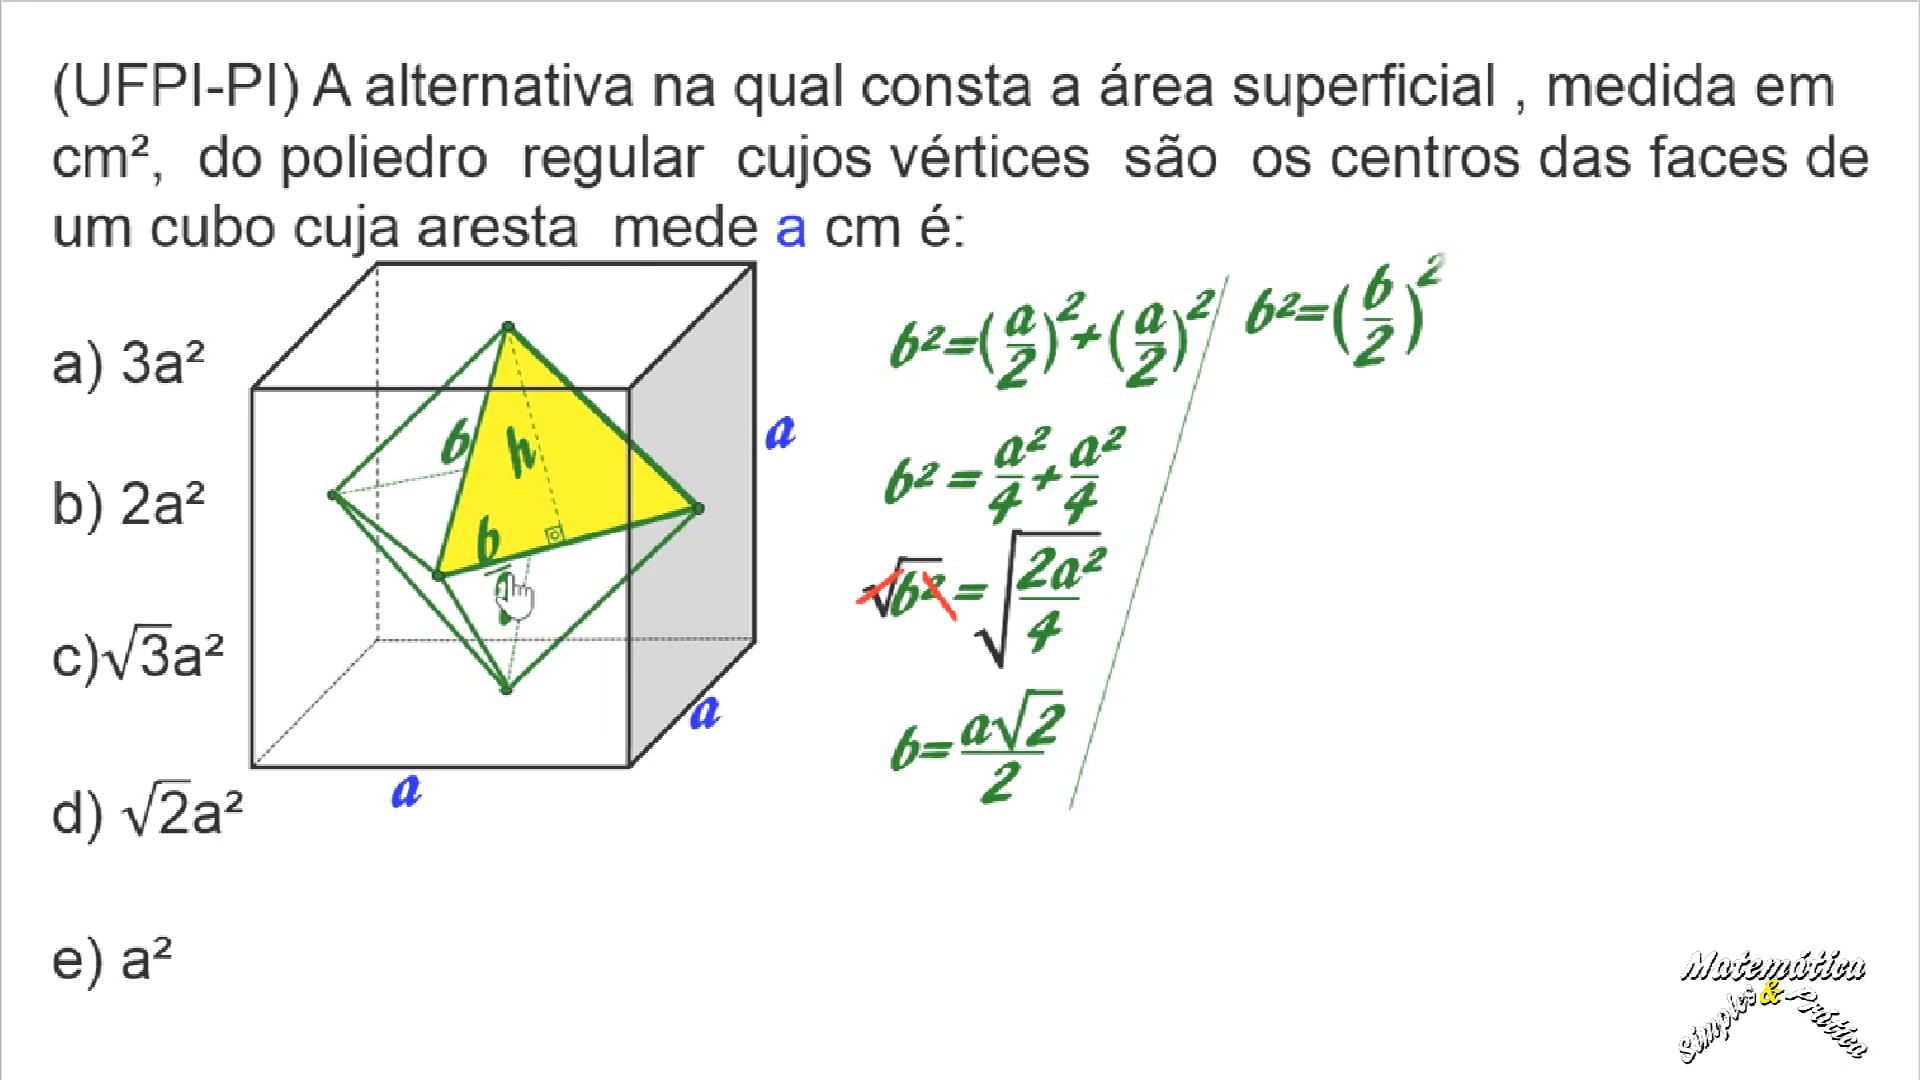 (UFPI-PI) A alternativa na qual consta a área superficial , medida em
cm², do poliedro regular cujos vértices são os centros das faces de
um cubo cuja aresta mede a cm é:
a) 3a²
b) 2a²
c)√3a²
d) √2a²
e) a²
b
h
b
a
a
a
b²=(a/2)²+(a/2)²
b² = a²/4+a²/4
√b² = √(2a²/4)
b=a√2/2
b²=(b/2)²
Matemática
Simples & Prática